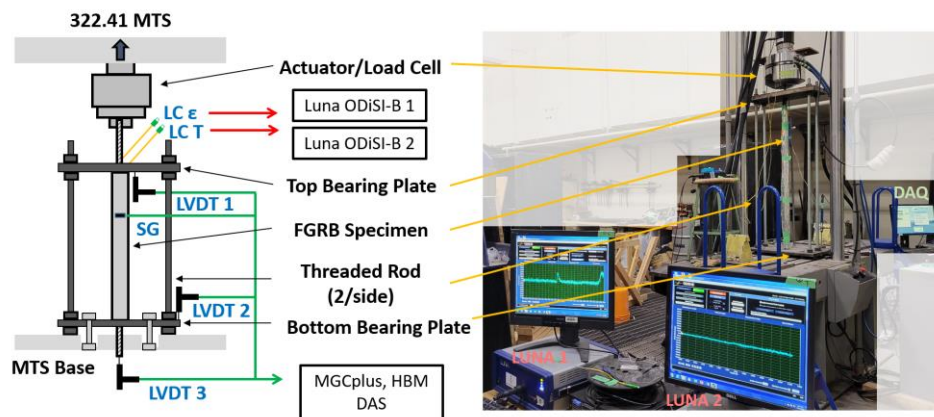 322.41 MTS
Actuator/Load Cell
LC ε
Luna ODiSI-B 1
LC T
Luna ODiSI-B 2
Top Bearing Plate
LVDT 1
DAQ
SG
FGRB Specimen
Threaded Rod
(2/side)
LVDT 2
Bottom Bearing Plate
MTS Base
LUNA 1
LVDT 3
MGCplus, HBM
DAS
LUNA 2